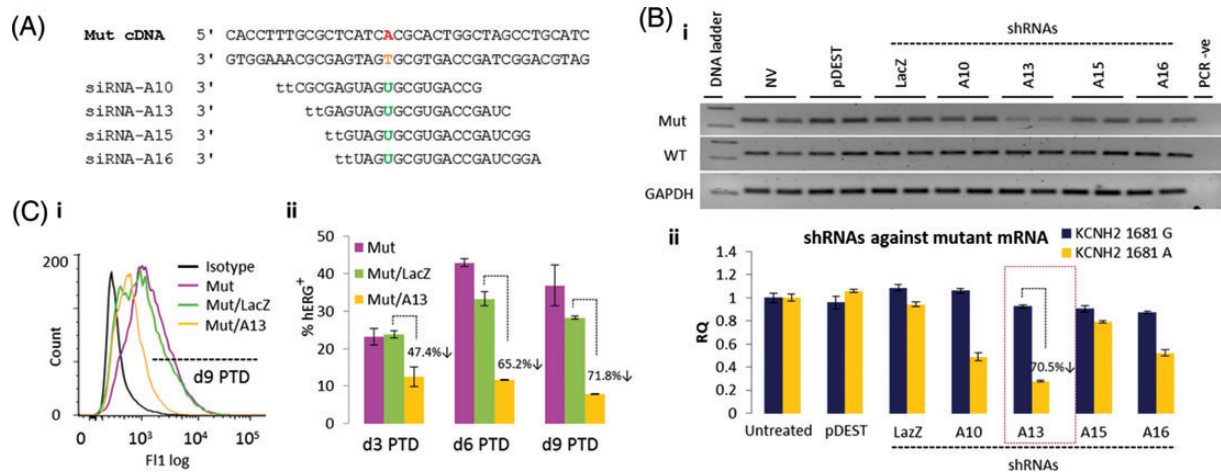 (A)
Mut cDNA 5' CACCTTTGCGCTCATCACGCACTGGCTAGCCTGCATC
3' GTGGAAACGCGAGTAGTGCGTGACCGATCGGACGTAG
siRNA-A10 3' ttCGCGAGUAGUGCGUGACCG
siRNA-A13 3' ttGAGUAGUGCGUGACCGAUC
siRNA-A15 3' ttGUAGUGCGUGACCGAUCGG
siRNA-A16 3' ttUAGUGCGUGACCGAUCGGA
(B)
i
shRNAs
DNA ladder
NV
pDEST
LacZ
A10
A13
A15
A16
PCR -ve
Mut
WT
GAPDH
ii
shRNAs against mutant mRNA
KCNH2 1681 G
KCNH2 1681 A
RQ
1.4
1.2
1
0.8
0.6
0.4
0.2
0
70.5%↓
Untreated pDEST LazZ A10 A13 A15 A16
shRNAs
(C)
i
200
Count
0
Isotype
Mut
Mut/LacZ
Mut/A13
d9 PTD
0 10³ 10⁴ 10⁵
Fl1 log
ii
% hERG⁺
50
40
30
20
10
0
Mut
Mut/LacZ
Mut/A13
47.4%↓
65.2%↓
71.8%↓
d3 PTD d6 PTD d9 PTD